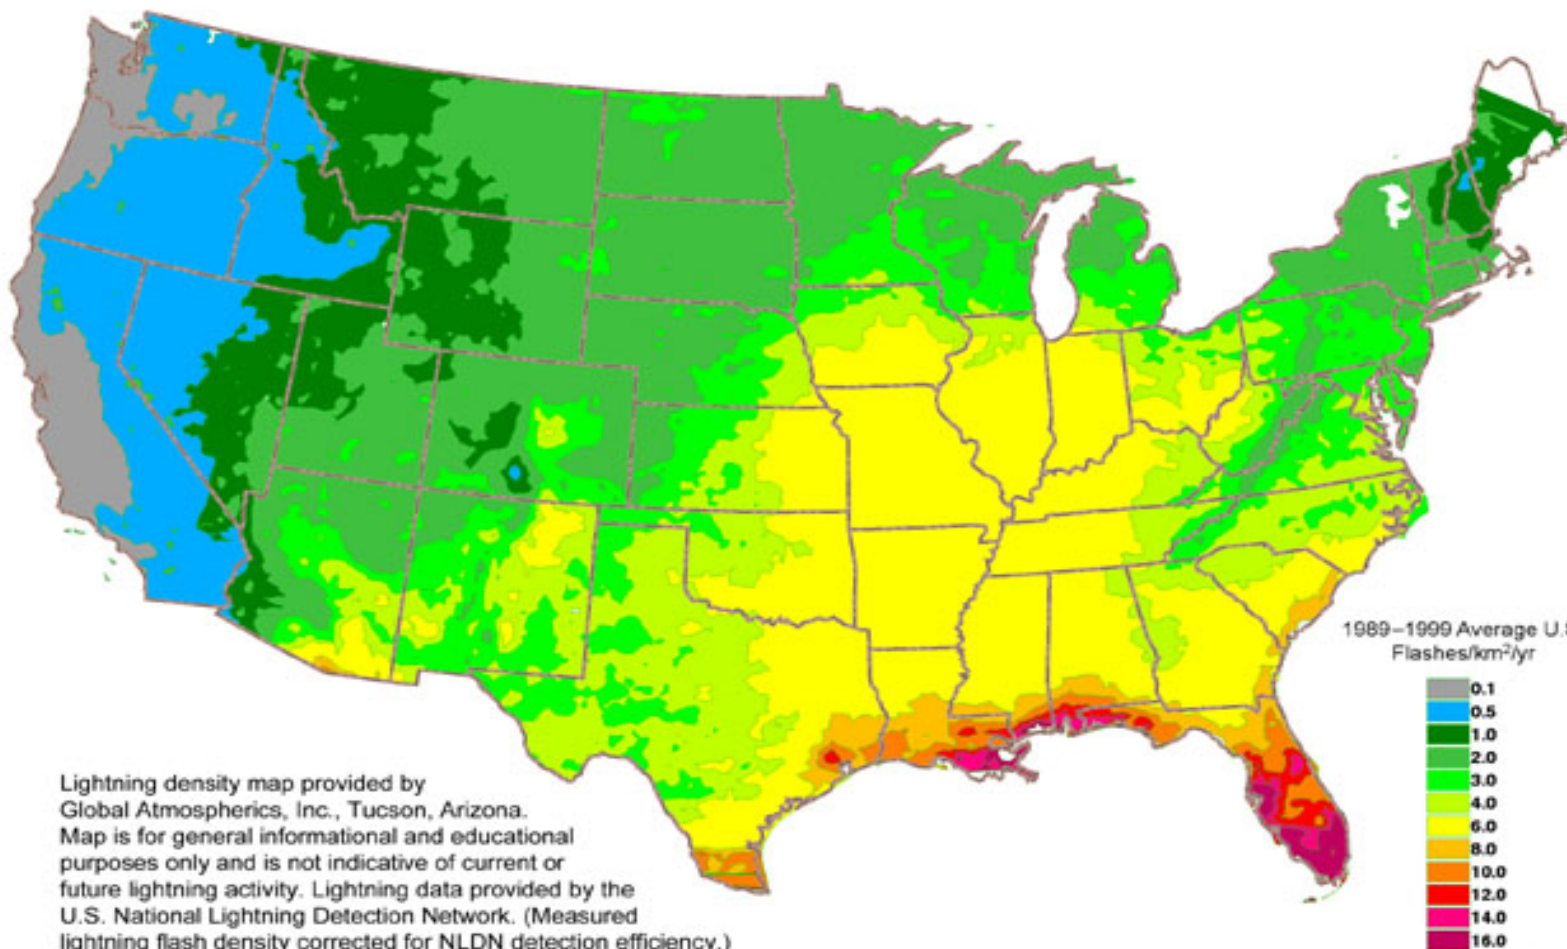 1989–1999 Average U.S
Flashes/km²/yr
0.1
0.5
1.0
2.0
3.0
4.0
6.0
8.0
10.0
12.0
14.0
16.0
Lightning density map provided by
Global Atmospherics, Inc., Tucson, Arizona.
Map is for general informational and educational
purposes only and is not indicative of current or
future lightning activity. Lightning data provided by the
U.S. National Lightning Detection Network. (Measured
lightning flash density corrected for NLDN detection efficiency.)